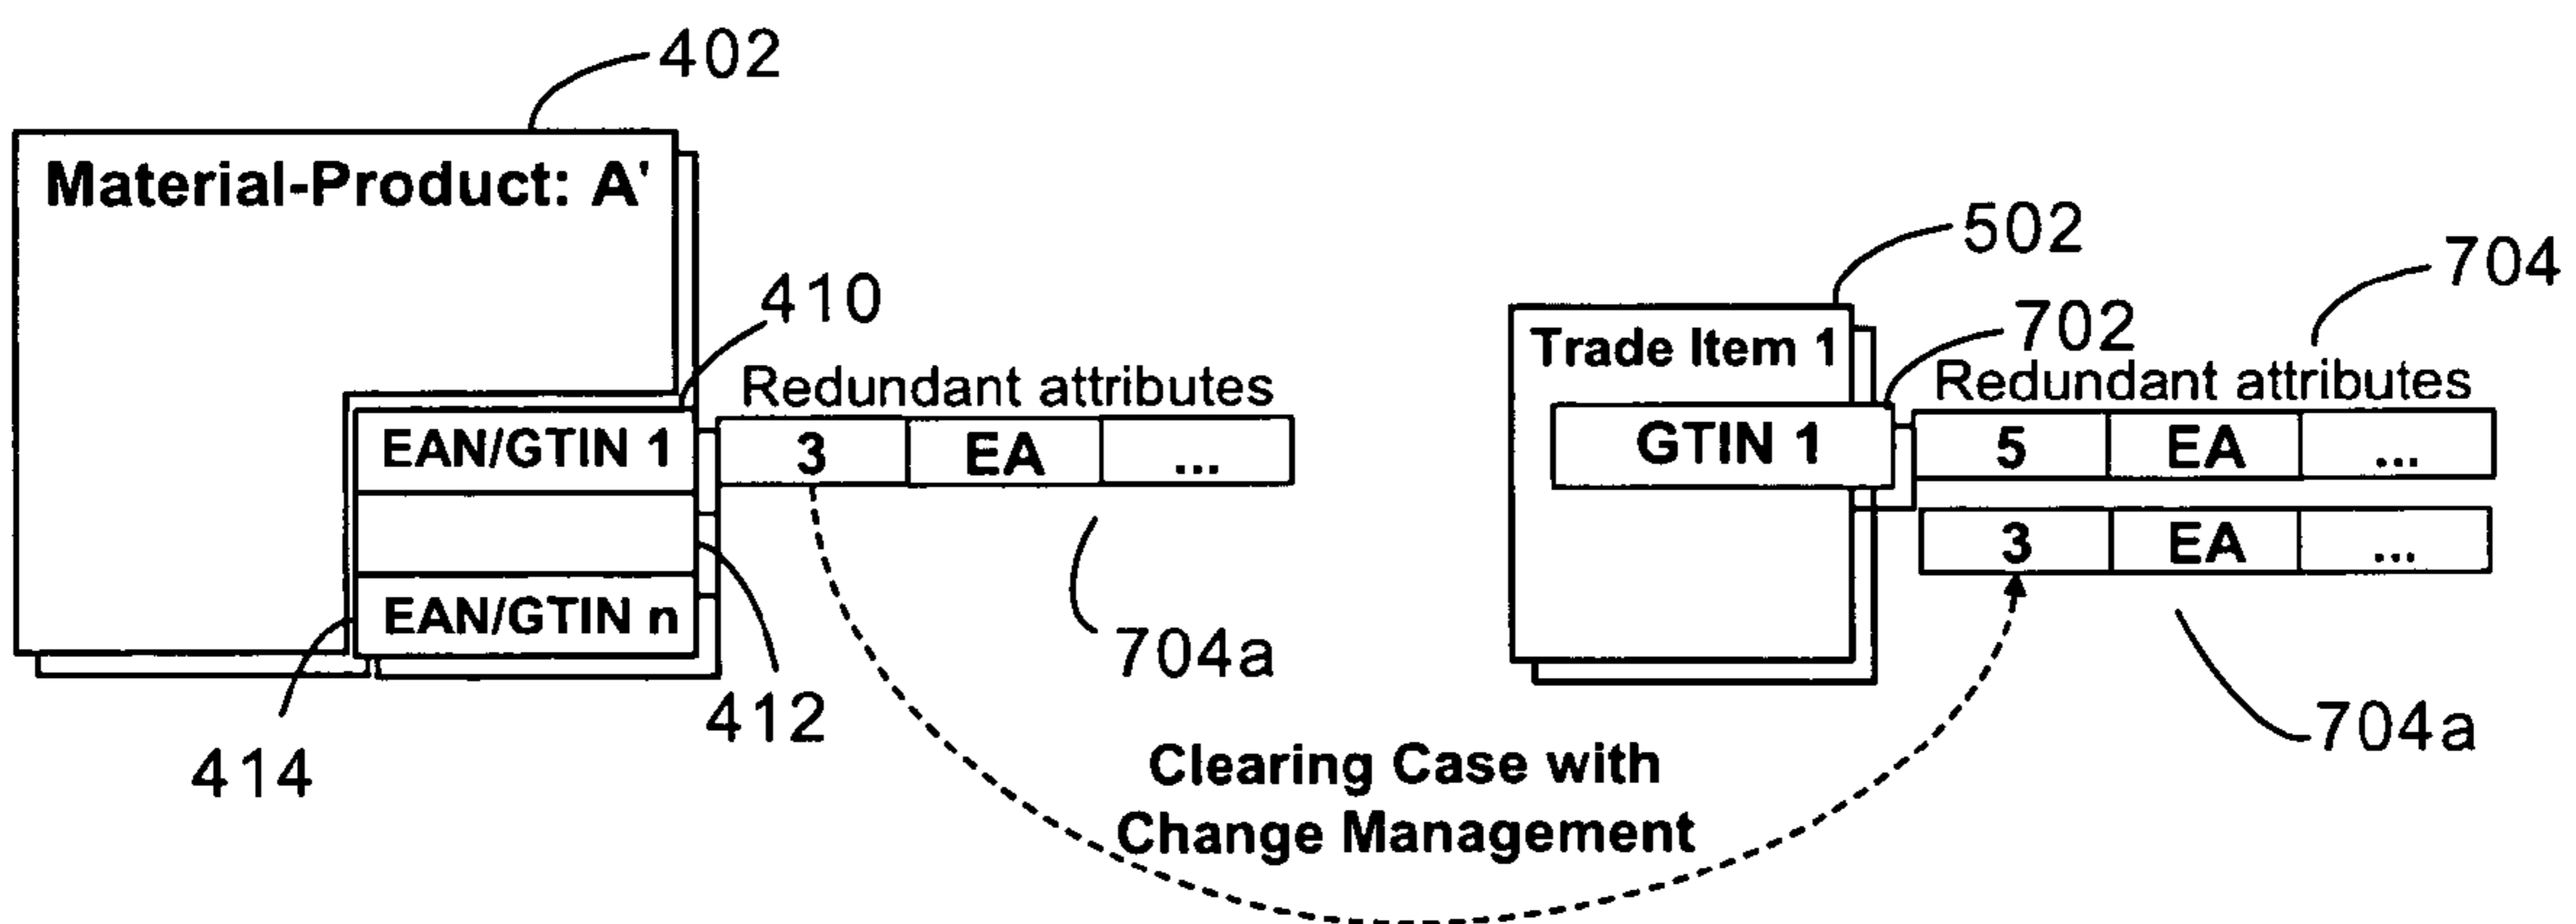 402
Material-Product: A'
502
704
410
702
Trade Item 1
Redundant attributes
Redundant attributes
EAN/GTIN 1
3 EA ...
GTIN 1
5 EA ...
3 EA ...
EAN/GTIN n
704a
412
704a
414
Clearing Case with
Change Management